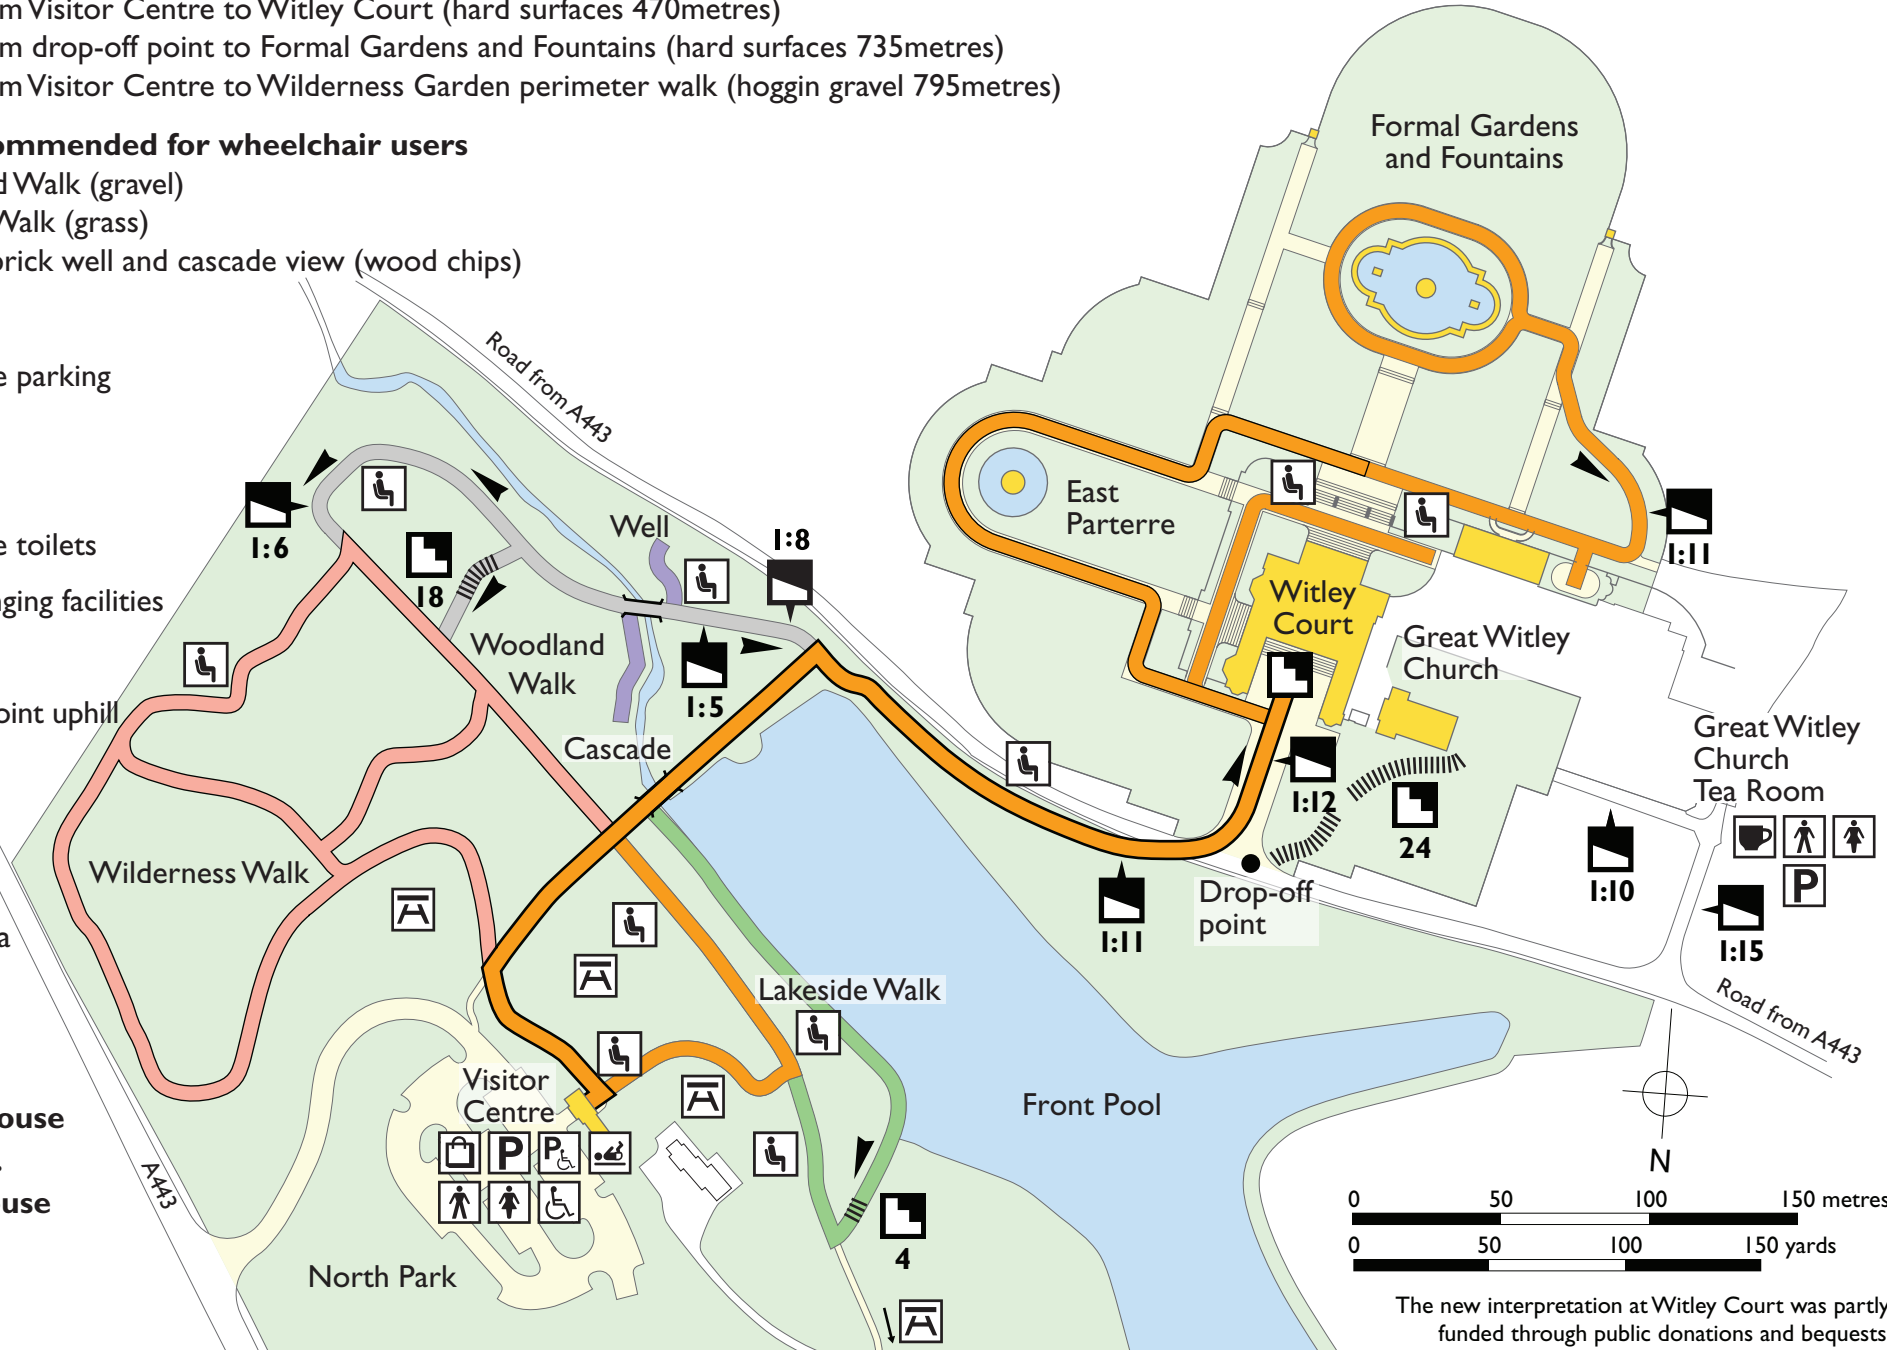 m Visitor Centre to Witley Court (hard surfaces 470metres)
m drop-off point to Formal Gardens and Fountains (hard surfaces 735metres)
m Visitor Centre to Wilderness Garden perimeter walk (hoggin gravel 795metres)
ommended for wheelchair users
d Walk (gravel)
Walk (grass)
brick well and cascade view (wood chips)
e parking
e toilets
nging facilities
oint uphill
a
ouse
use
Formal Gardens
and Fountains
Road from A443
East
Parterre
Well
1:8
1:6
18
1:11
Witley
Court
Great Witley
Church
Woodland
Walk
1:5
Cascade
Great Witley
Church
Tea Room
1:12
24
Wilderness Walk
1:10
P
Drop-off
point
1:11
1:15
Lakeside Walk
Road from A443
Visitor
Centre
Front Pool
P
P
A443
N
4
North Park
0 50 100 150 metres
0 50 100 150 yards
The new interpretation at Witley Court was partly
funded through public donations and bequests